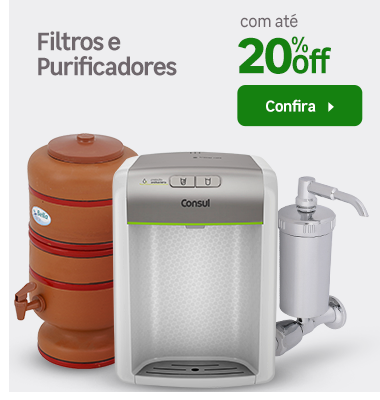 Filtros e
Purificadores
com até
20% Off
Confira
Consul